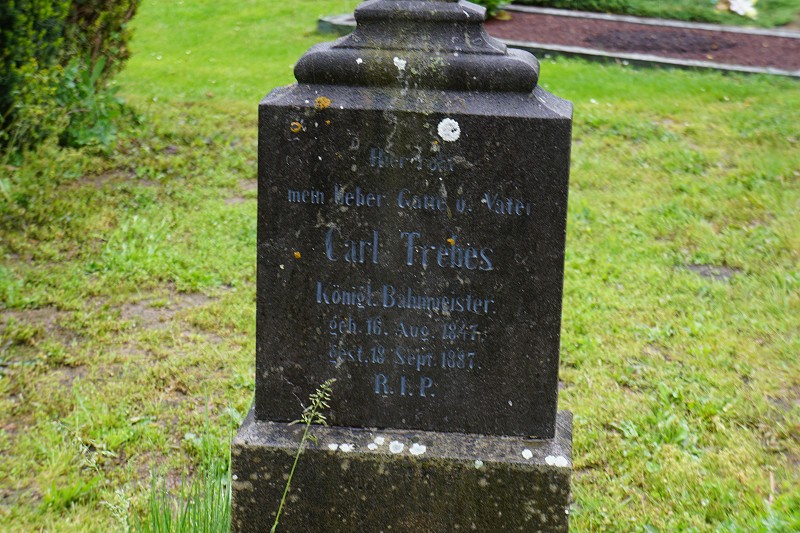 Hier ruht
mein lieber Gatte u. Vater
Carl Trebes
Königl. Bahnmeister
geb. 16. Aug. 1847.
gest. 18. Sept. 1887.
R. I. P.